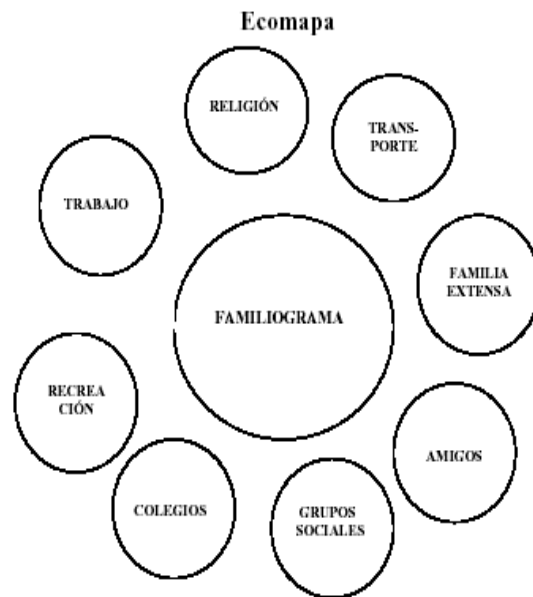 Ecomapa
RELIGIÓN
TRANS-
PORTE
TRABAJO
FAMILIA
EXTENSA
FAMILIOGRAMA
RECREA
CIÓN
AMIGOS
COLEGIOS
GRUPOS
SOCIALES